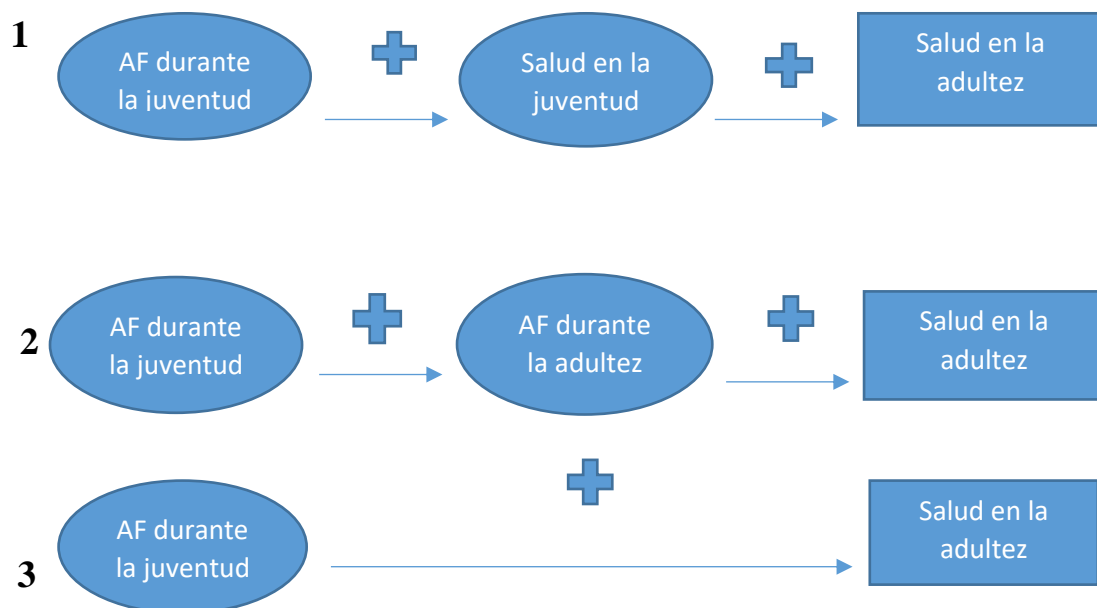 1
AF durante
la juventud
Salud en la
juventud
Salud en la
adultez
2
AF durante
la juventud
AF durante
la adultez
Salud en la
adultez
3
AF durante
la juventud
Salud en la
adultez